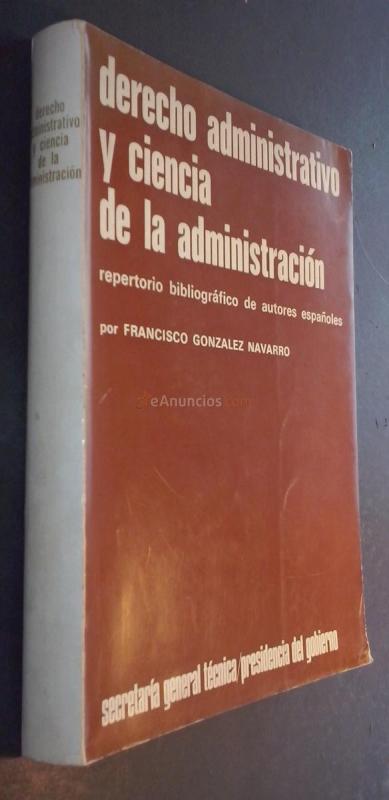 derecho
administrativo
y ciencia
de la
administración
derecho administrativo
y ciencia
de la administración
repertorio bibliográfico de autores españoles
por FRANCISCO GONZALEZ NAVARRO
eAnuncios.com
secretaría general técnica/presidencia del gobierno